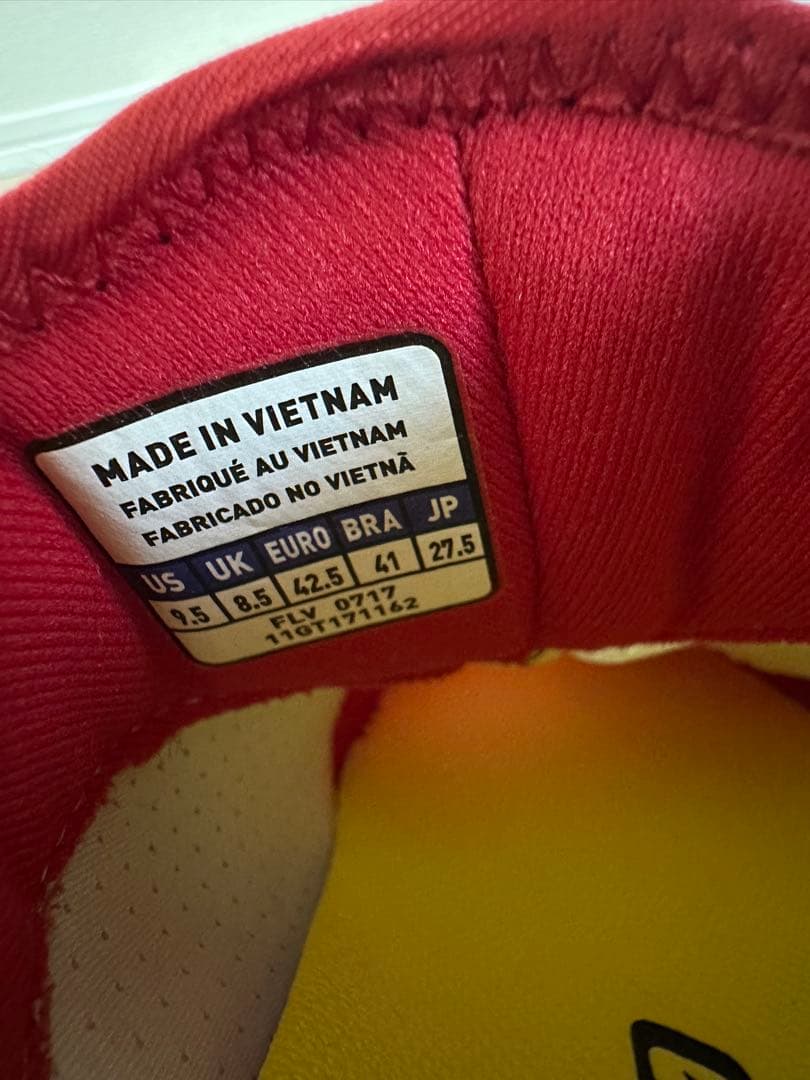 MADE IN VIETNAM
FABRIQUÉ AU VIETNAM
FABRICADO NO VIETNÃ
US UK EURO BRA JP
9.5 8.5 42.5 41 27.5
FLV 0717
11GT171162